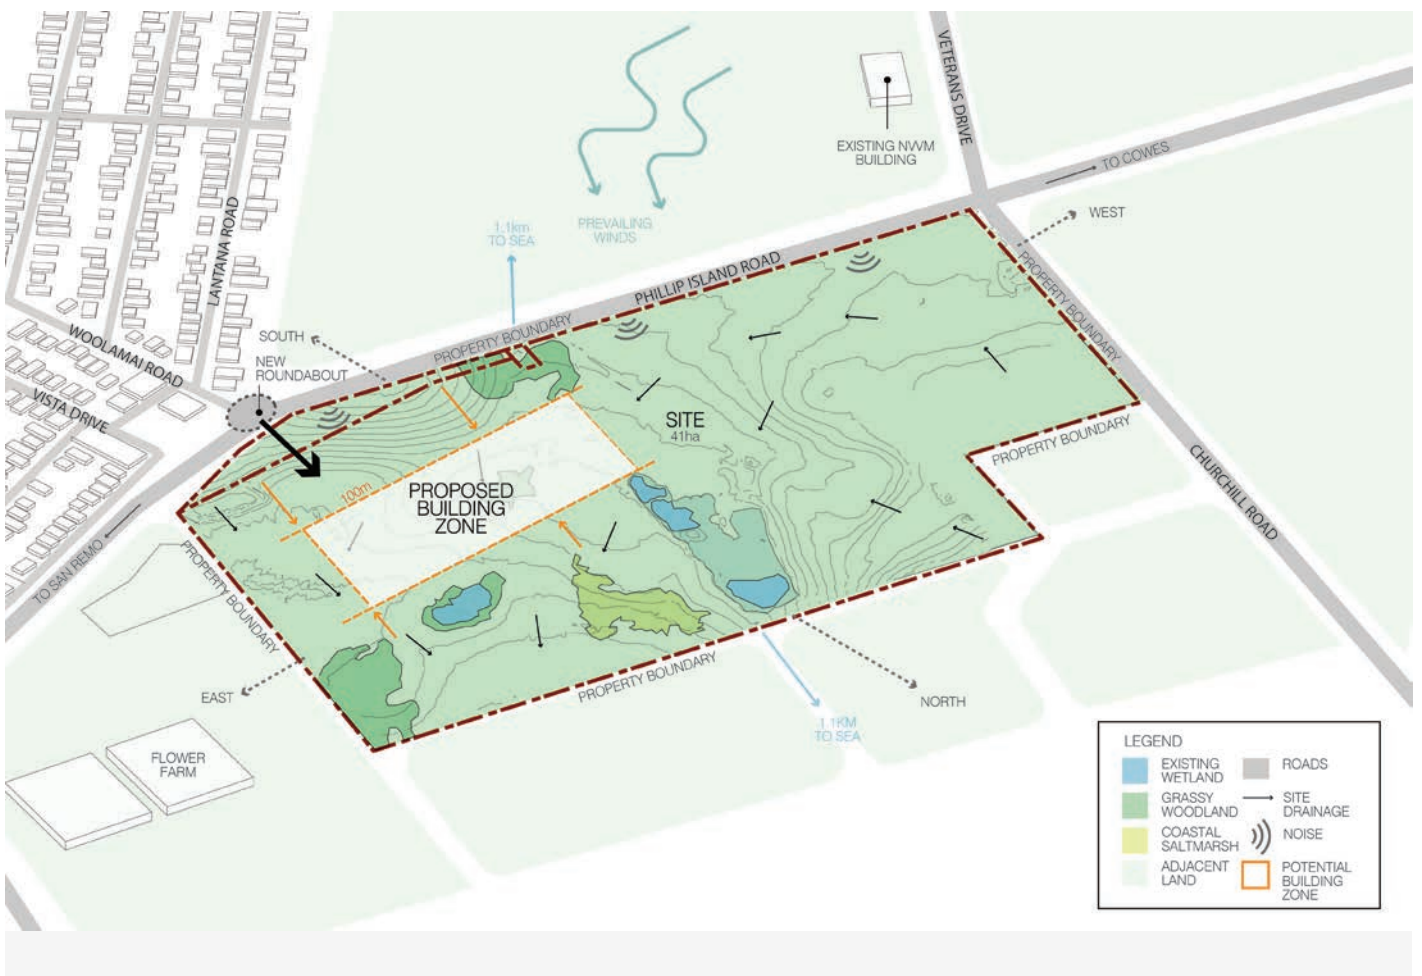 VETERANS DRIVE
EXISTING NVVM
BUILDING
TO COWES
WEST
PREVAILING
WINDS
1.1km
TO SEA
LANTANA ROAD
PHILLIP ISLAND ROAD
PROPERTY BOUNDARY
PROPERTY BOUNDARY
SOUTH
NEW
ROUNDABOUT
WOOLAMAI ROAD
VISTA DRIVE
SITE
41ha
PROPERTY BOUNDARY
CHURCHILL ROAD
100m
PROPOSED
BUILDING
ZONE
TO SAN REMO
PROPERTY BOUNDARY
PROPERTY BOUNDARY
EAST
NORTH
1.1KM
TO SEA
FLOWER
FARM
LEGEND
EXISTING
WETLAND
GRASSY
WOODLAND
COASTAL
SALTMARSH
ADJACENT
LAND
ROADS
SITE
DRAINAGE
NOISE
POTENTIAL
BUILDING
ZONE